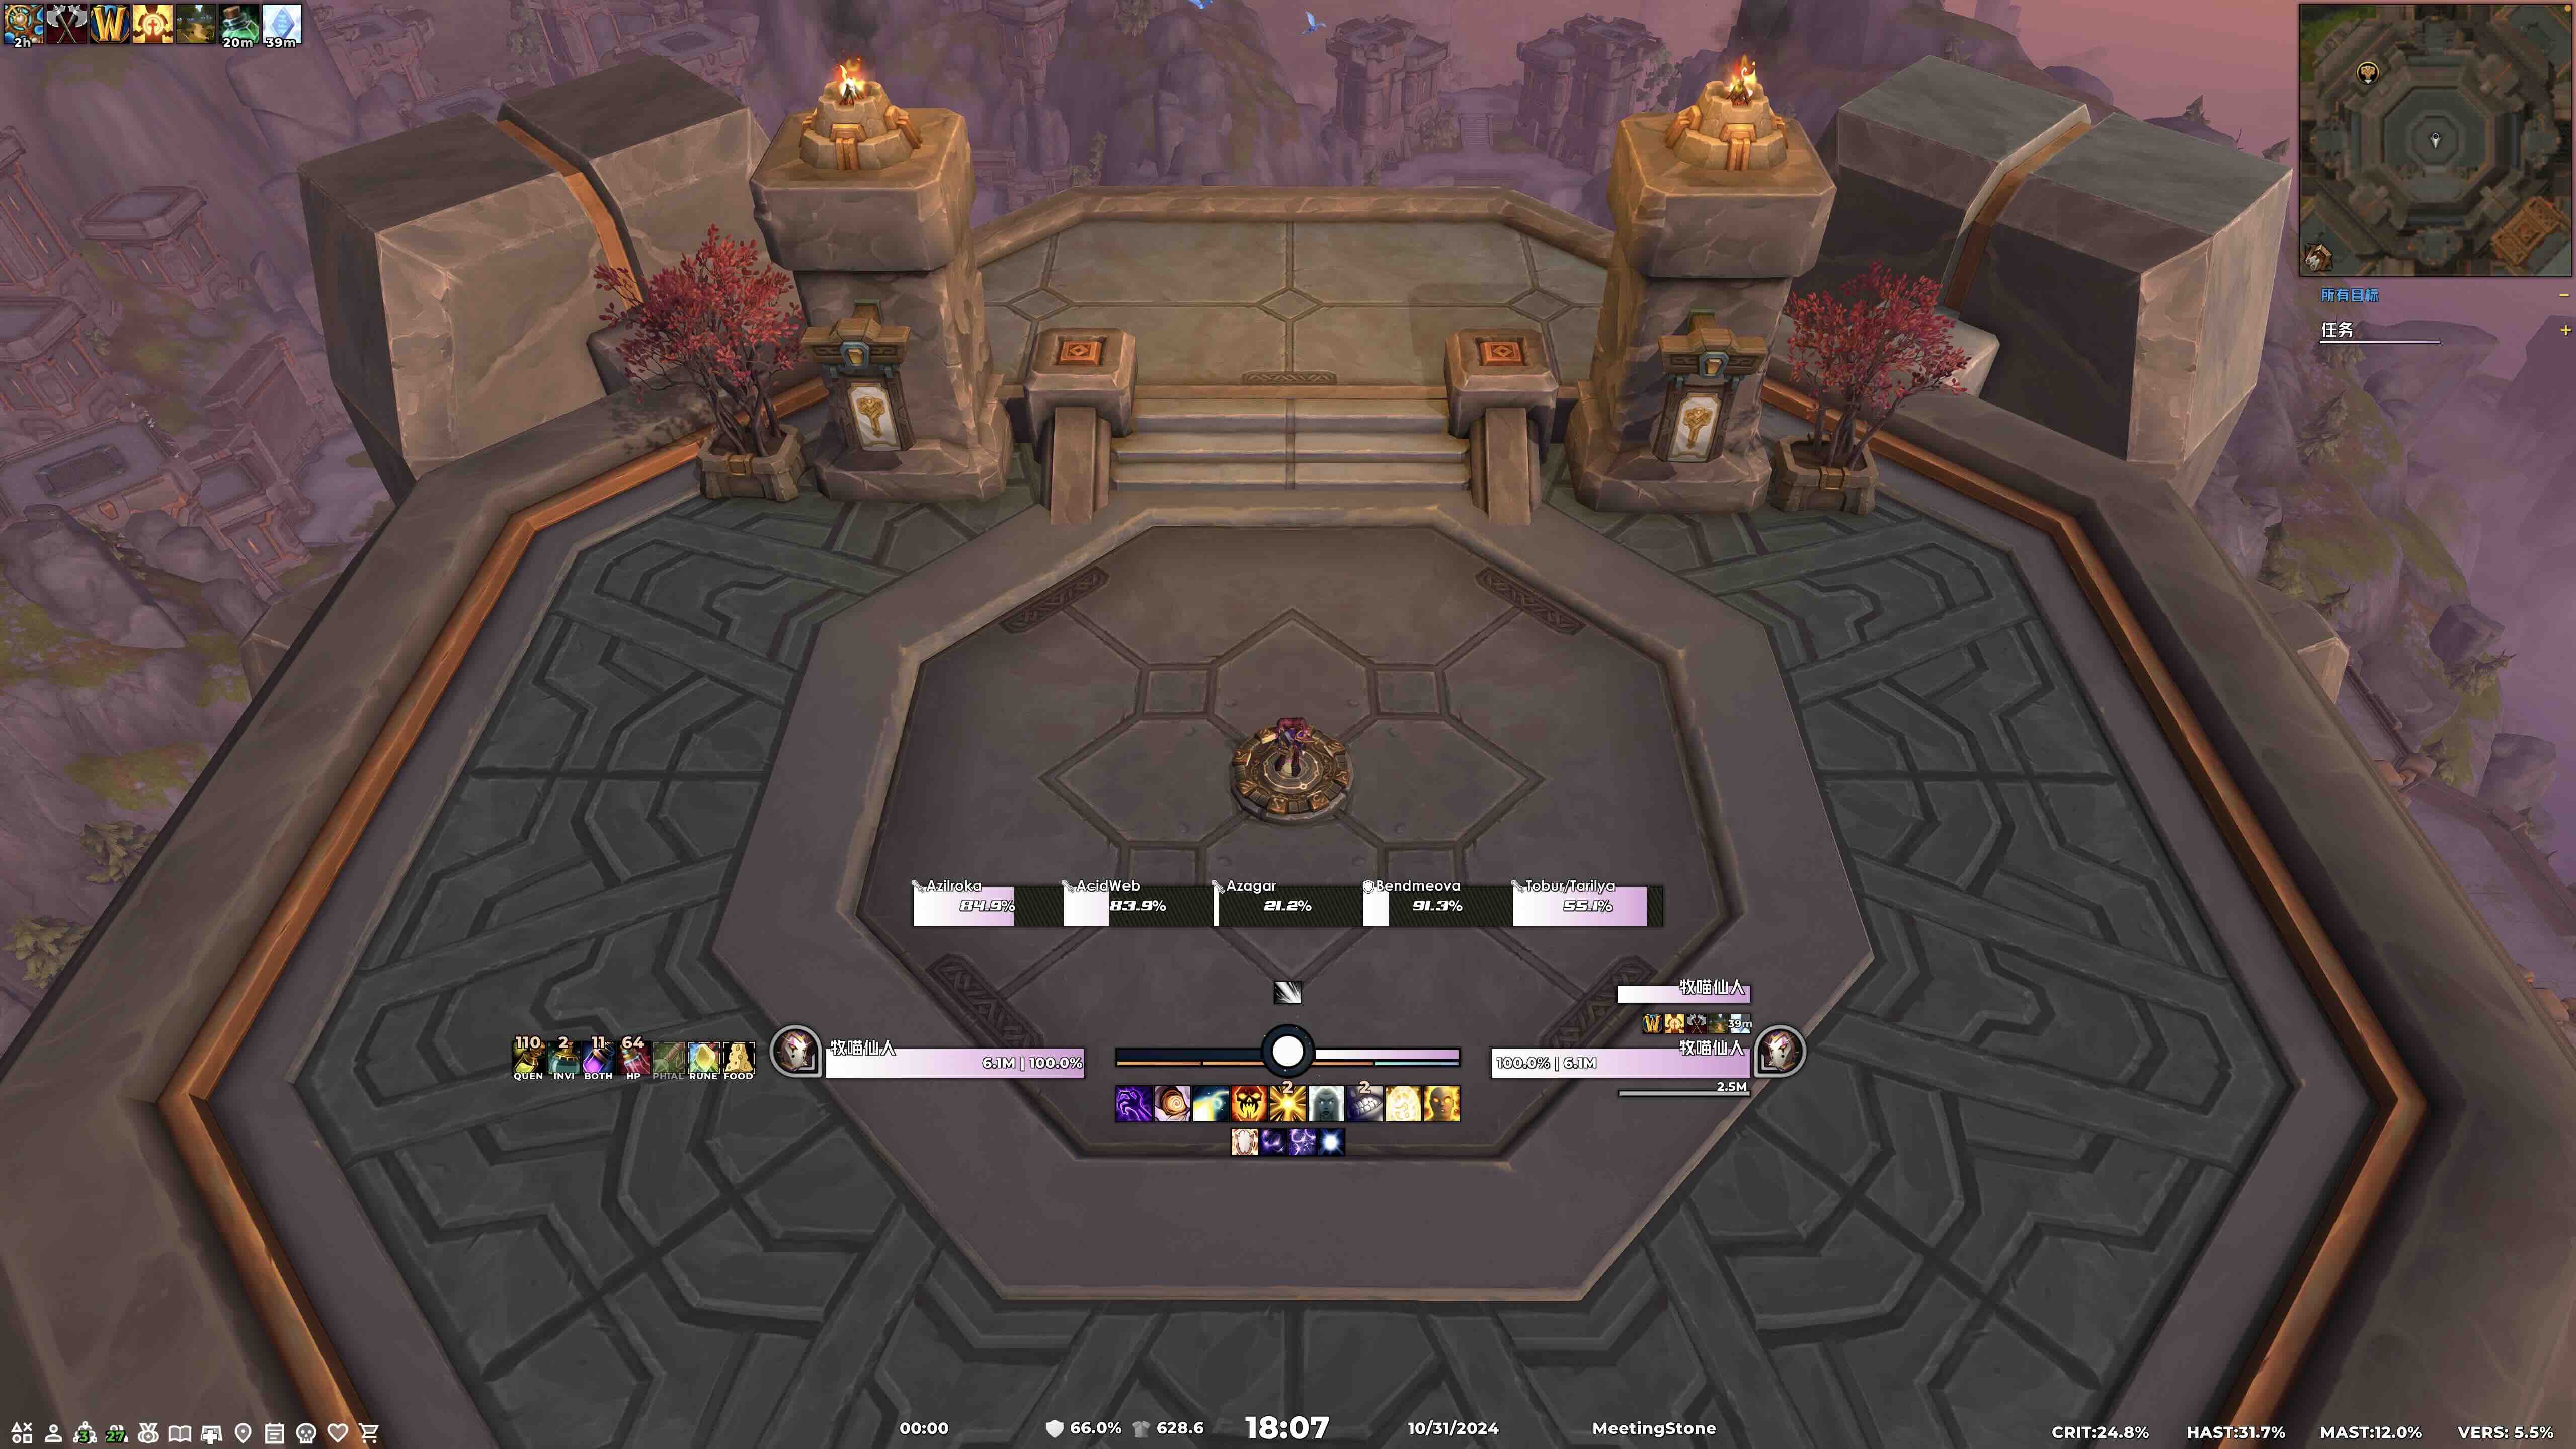 2h
20m
39m
所有目标
任务
Azilroka
84.9%
AcidWeb
83.9%
Azagar
21.2%
Bendmeova
91.3%
Tobur/Tarilya
55.1%
牧喵仙人
39m
110
2
11
64
QUEN
INVI
BOTH
HP
PHIAL
RUNE
FOOD
牧喵仙人
6.1M | 100.0%
牧喵仙人
100.0% | 6.1M
2.5M
2
2
3
27
00:00
66.0%
628.6
18:07
10/31/2024
MeetingStone
CRIT:24.8%
HAST:31.7%
MAST:12.0%
VERS: 5.5%